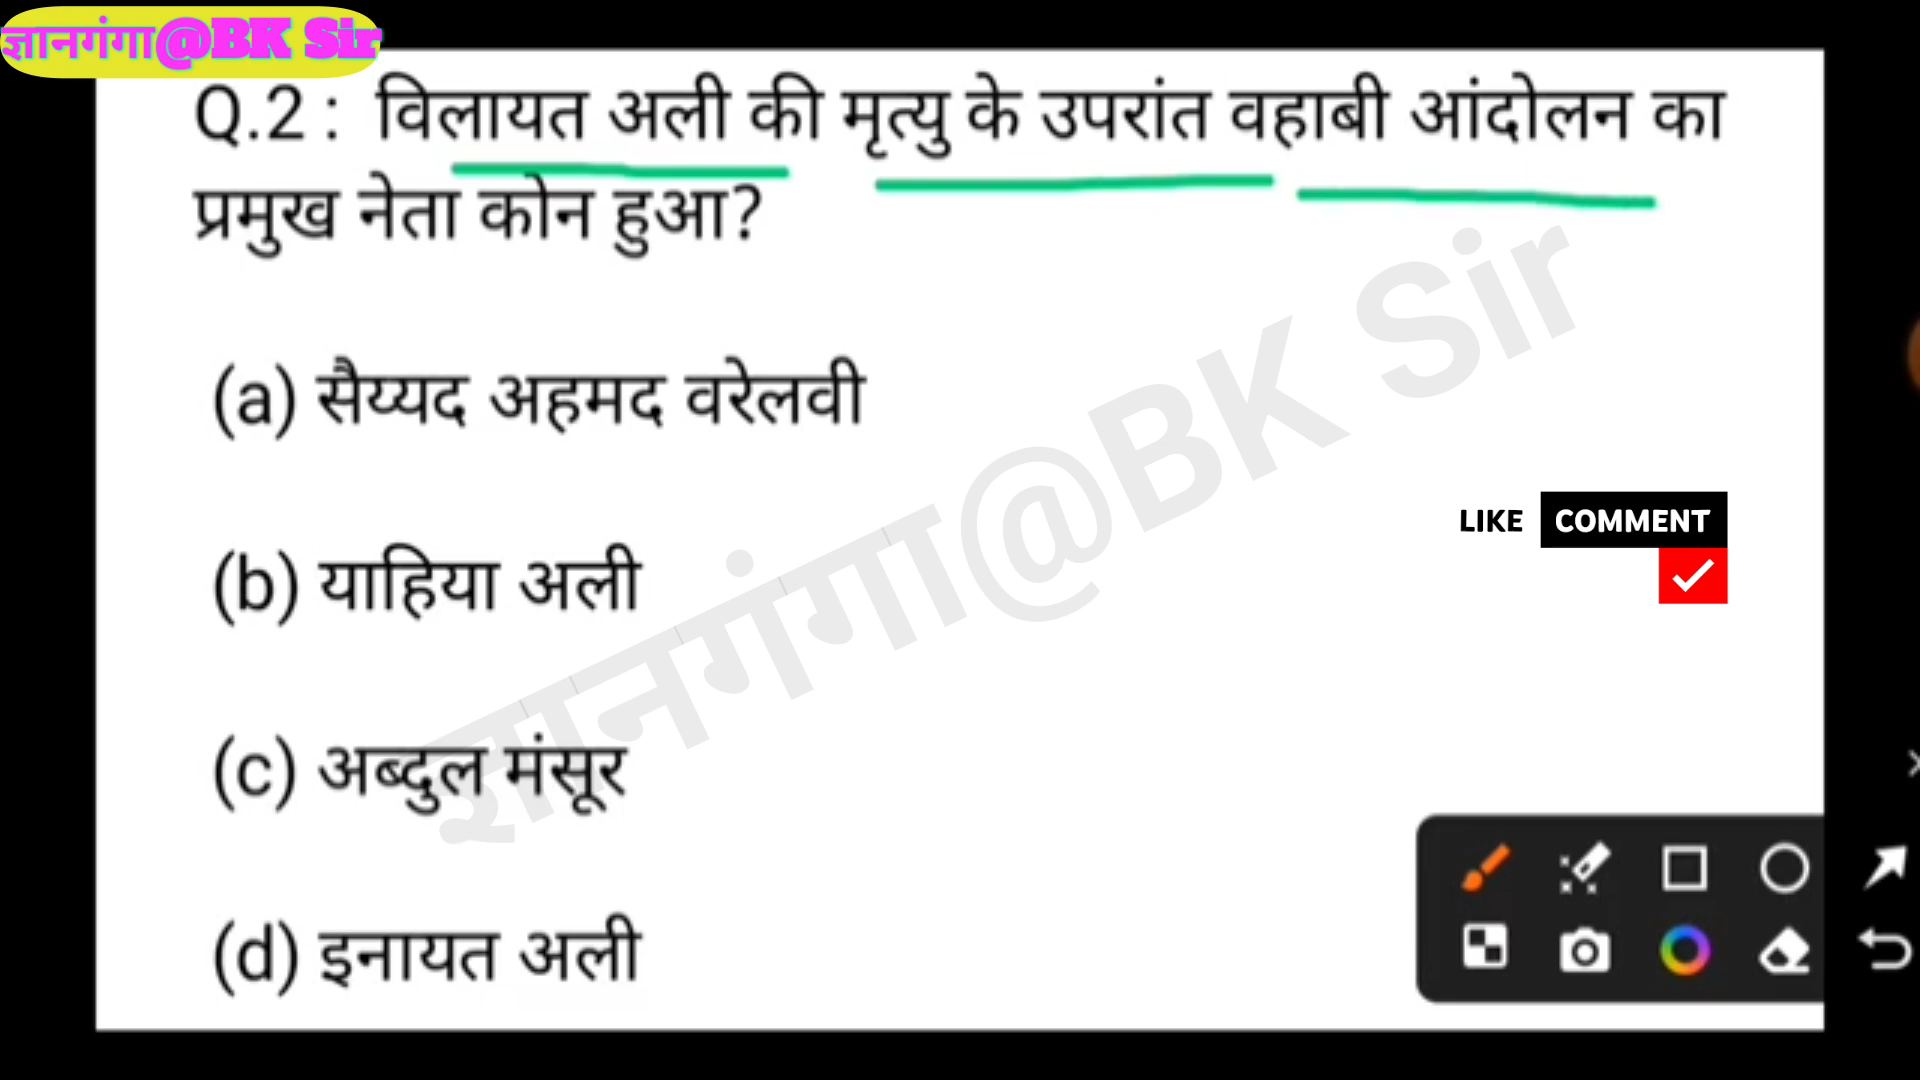 ज्ञानगंगा@BK Sir
Q.2 : विलायत अली की मृत्यु के उपरांत वहाबी आंदोलन का
प्रमुख नेता कोन हुआ?
(a) सैय्यद अहमद वरेलवी
(b) याहिया अली
(c) अब्दुल मंसूर
(d) इनायत अली
ज्ञानगंगा@BK Sir
LIKE COMMENT